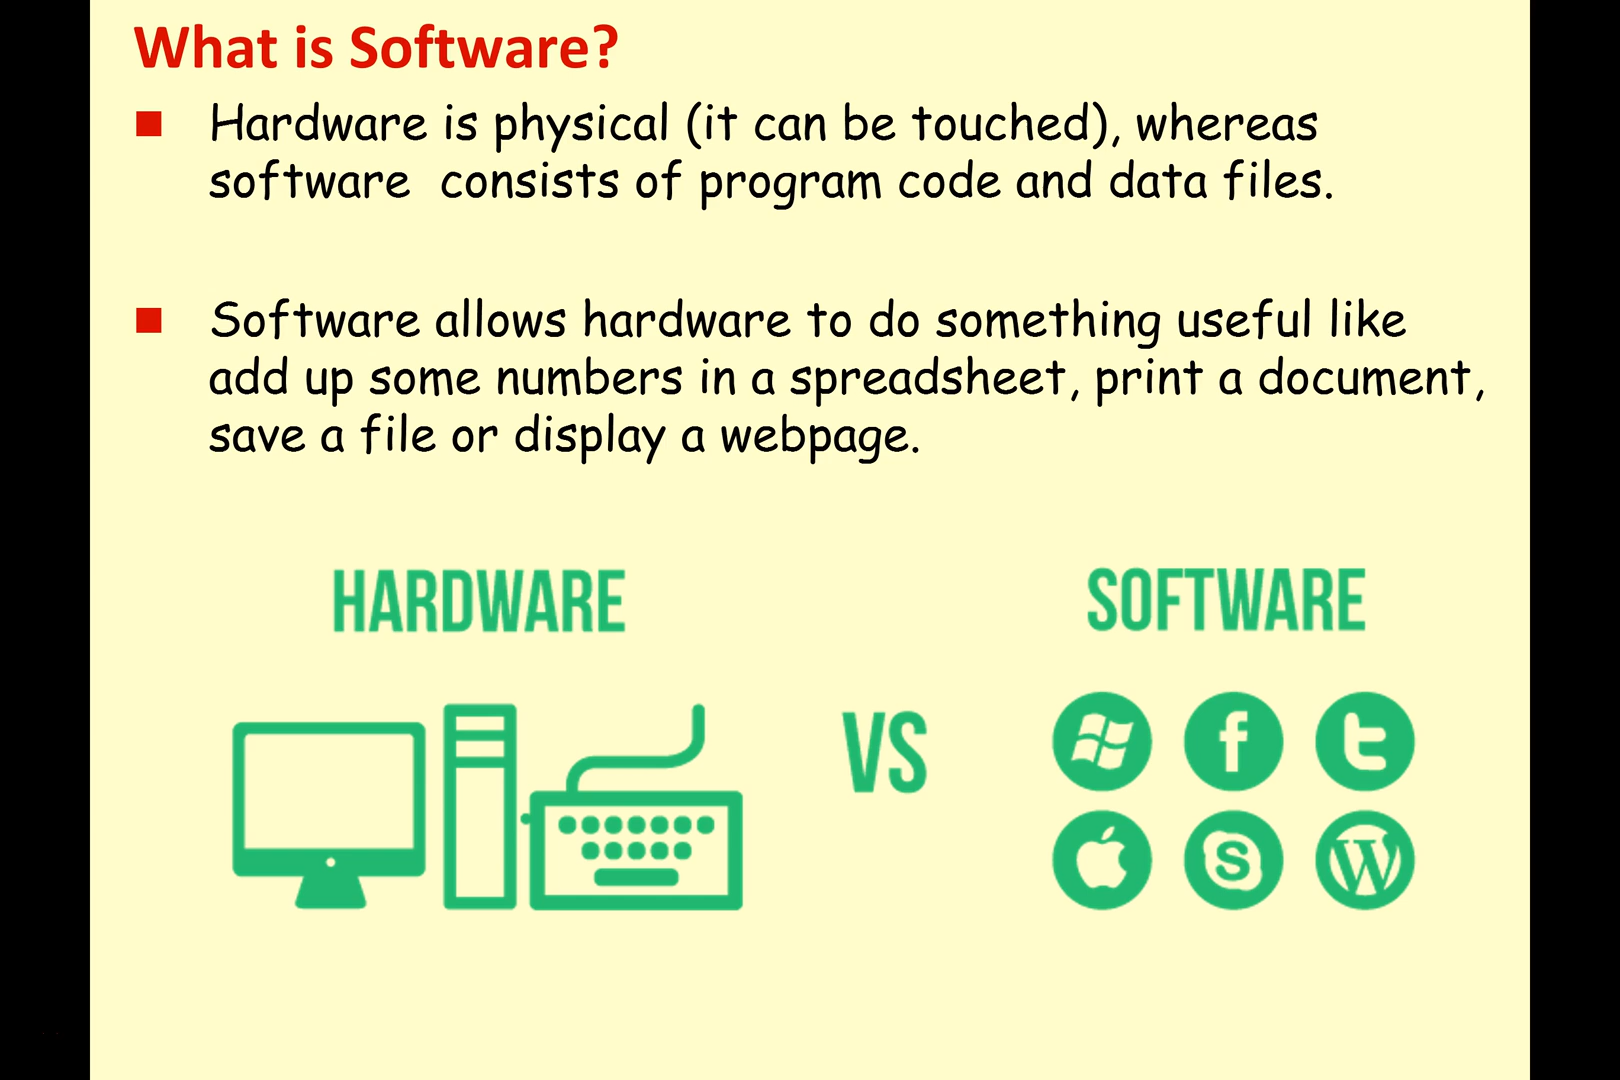 What is Software?
Hardware is physical (it can be touched), whereas
software  consists of program code and data files.
Software allows hardware to do something useful like
add up some numbers in a spreadsheet, print a document,
save a file or display a webpage.
HARDWARE
SOFTWARE
VS